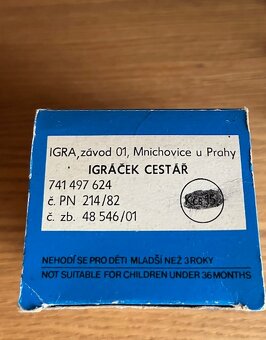 IGRA, závod 01, Mnichovice u Prahy
IGRÁČEK CESTÁŘ
741 497 624
č. PN 214/82
č. zb. 48 546/01
NEHODÍ SE PRO DĚTI MLADŠÍ NEŽ 3 ROKY
NOT SUITABLE FOR CHILDREN UNDER 36 MONTHS